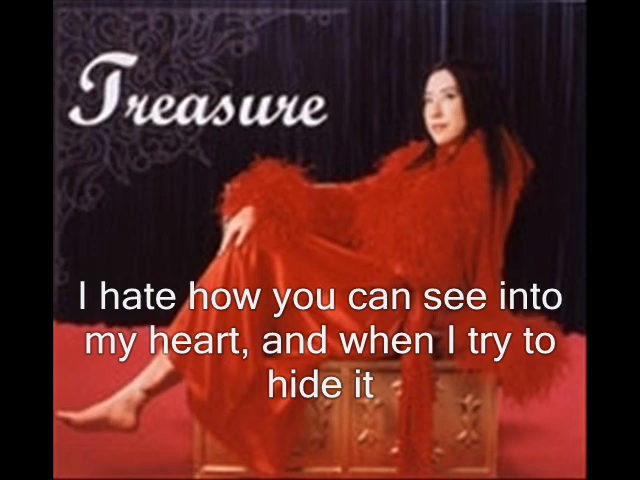 Treasure
I hate how you can see into
my heart, and when I try to
hide it